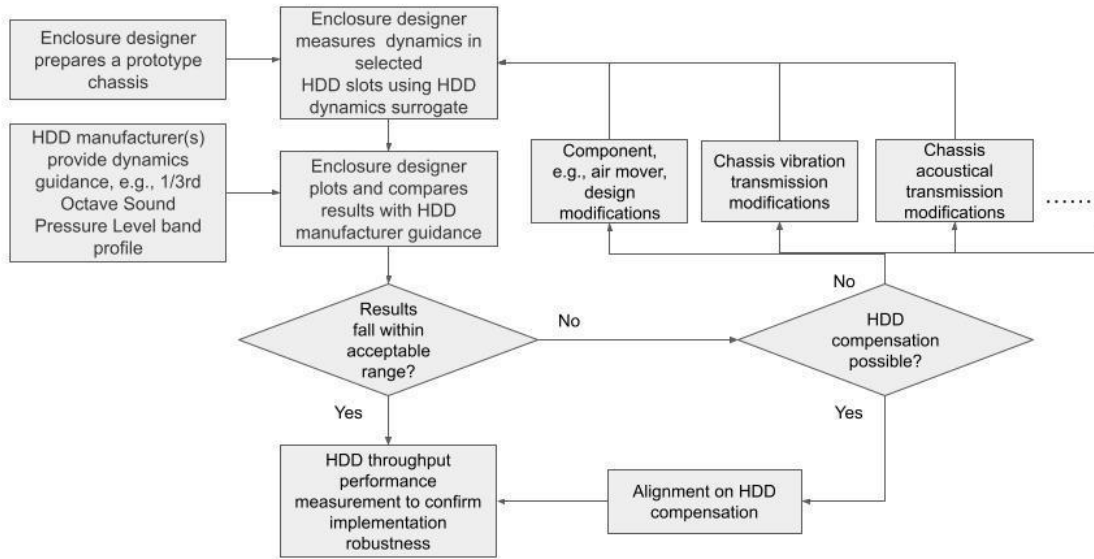 Enclosure designer
prepares a prototype
chassis
Enclosure designer
measures dynamics in
selected
HDD slots using HDD
dynamics surrogate
HDD manufacturer(s)
provide dynamics
guidance, e.g., 1/3rd
Octave Sound
Pressure Level band
profile
Enclosure designer
plots and compares
results with HDD
manufacturer guidance
Component,
e.g., air mover,
design
modifications
Chassis vibration
transmission
modifications
Chassis
acoustical
transmission
modifications
........
Results
fall within
acceptable
range?
No
No
HDD
compensation
possible?
Yes
Yes
HDD throughput
performance
measurement to confirm
implementation
robustness
Alignment on HDD
compensation